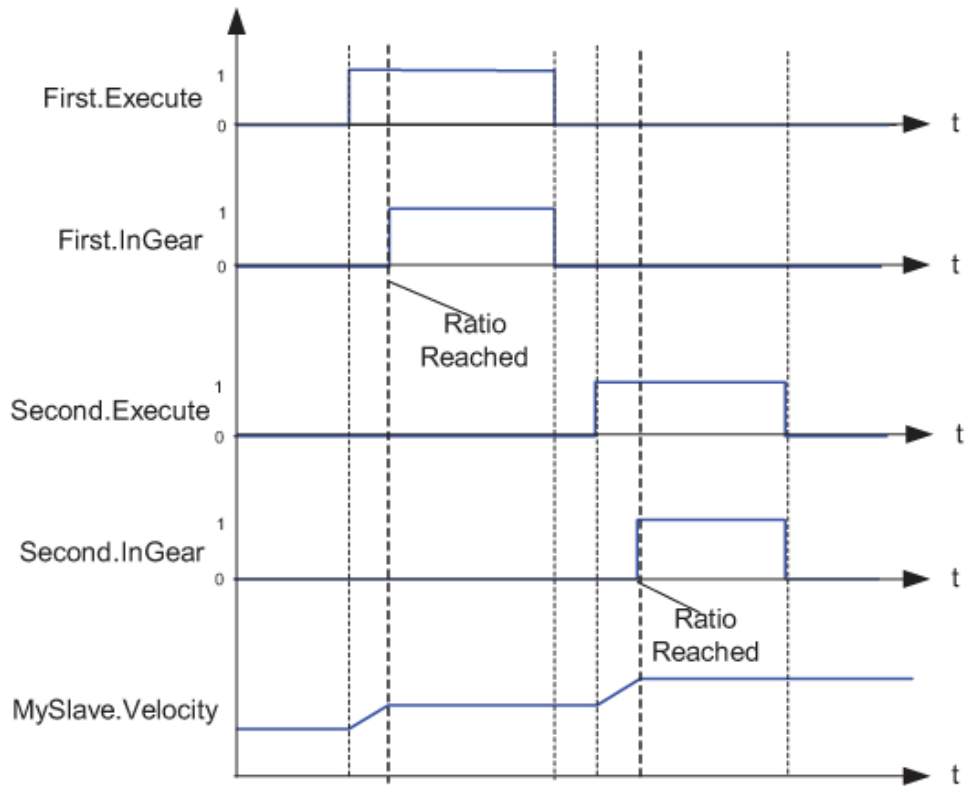 1
First.Execute
0
t
1
First.InGear
0
t
Ratio
Reached
1
Second.Execute
0
t
1
Second.InGear
0
t
Ratio
Reached
MySlave.Velocity
t